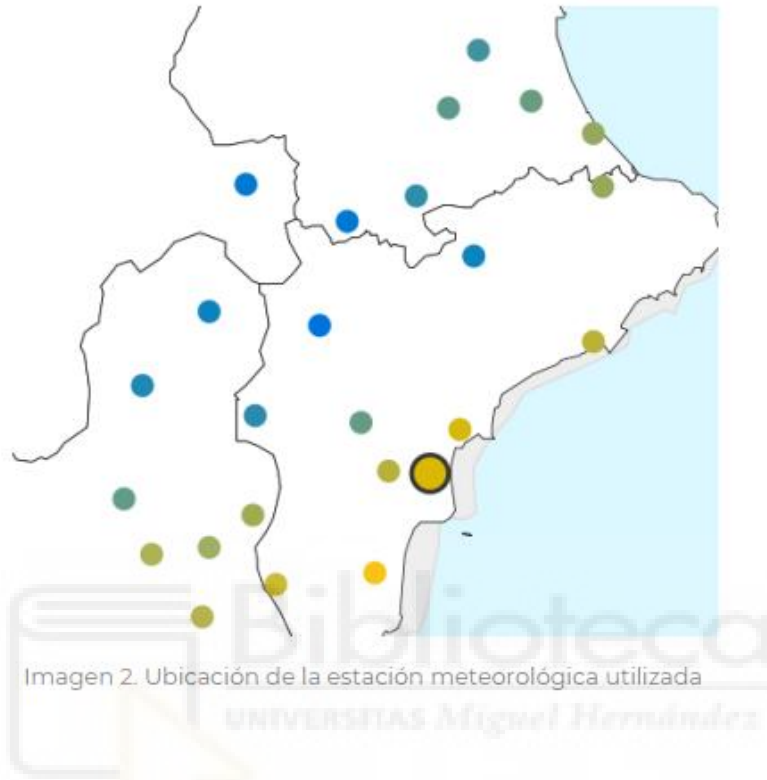 Imagen 2. Ubicación de la estación meteorológica utilizada
Biblioteca
UNIVERSITAS Miguel Hernández